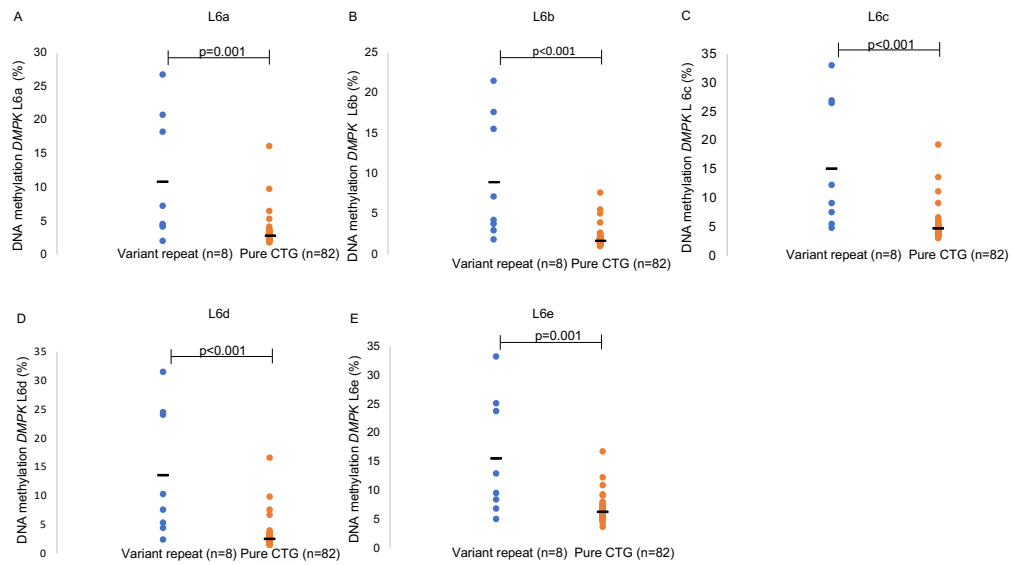 A
L6a
p=0.001
DNA methylation DMPK L6a (%)
30
25
20
15
10
5
0
Variant repeat (n=8) Pure CTG (n=82)
B
L6b
p<0.001
DNA methylation DMPK L6b (%)
25
20
15
10
5
0
Variant repeat (n=8) Pure CTG (n=82)
C
L6c
p<0.001
DNA methylation DMPK L 6c (%)
35
30
25
20
15
10
5
0
Variant repeat (n=8) Pure CTG (n=82)
D
L6d
p<0.001
DNA methylation DMPK L6d (%)
35
30
25
20
15
10
5
0
Variant repeat (n=8) Pure CTG (n=82)
E
L6e
p=0.001
DNA methylation DMPK L6e (%)
35
30
25
20
15
10
5
0
Variant repeat (n=8) Pure CTG (n=82)